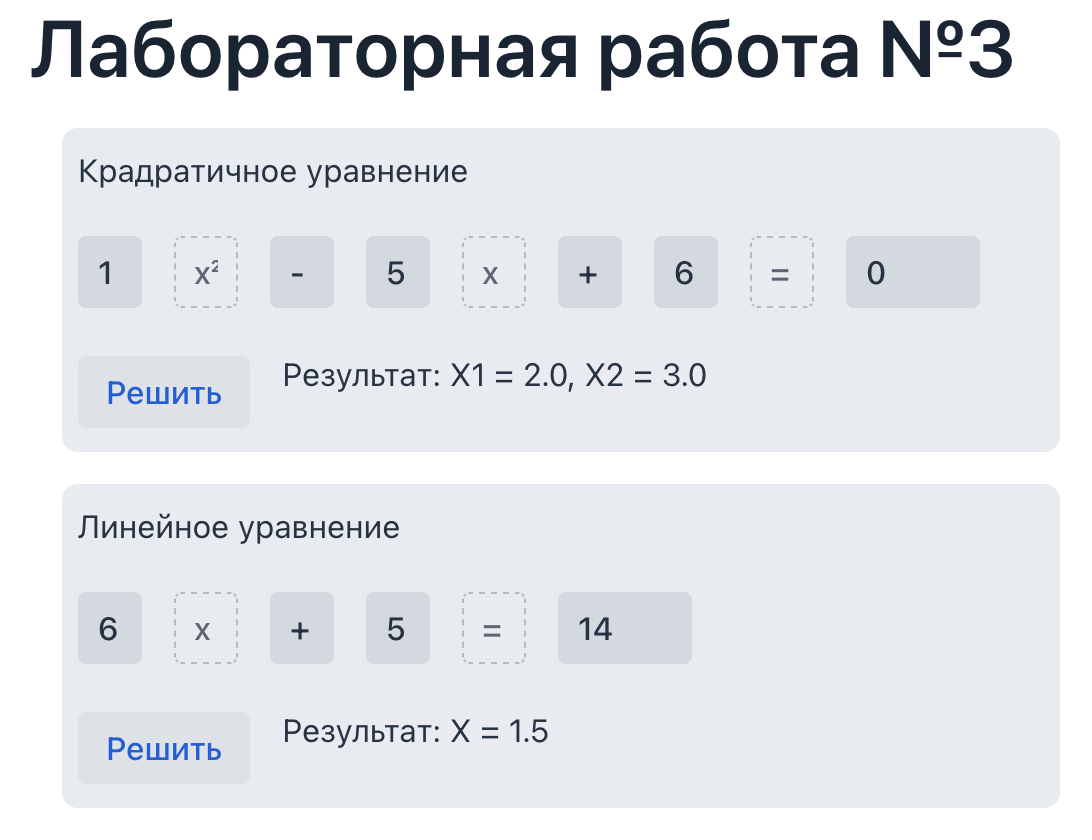 Лабораторная работа №3
Крадратичное уравнение
1 x² - 5 x + 6 = 0
Решить Результат: X1 = 2.0, X2 = 3.0
Линейное уравнение
6 x + 5 = 14
Решить Результат: X = 1.5